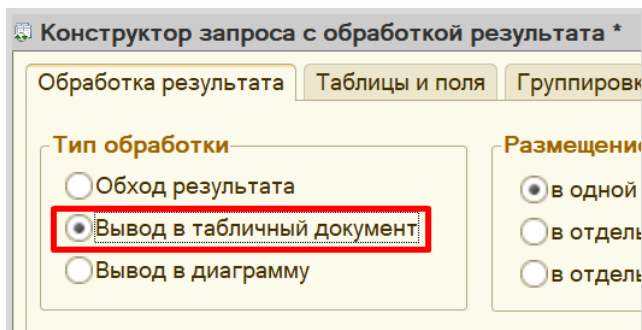 Конструктор запроса с обработкой результата *
Обработка результата Таблицы и поля Группировк
Тип обработки Размещени
Обход результата в одной
Вывод в табличный документ в отдель
Вывод в диаграмму в отдель